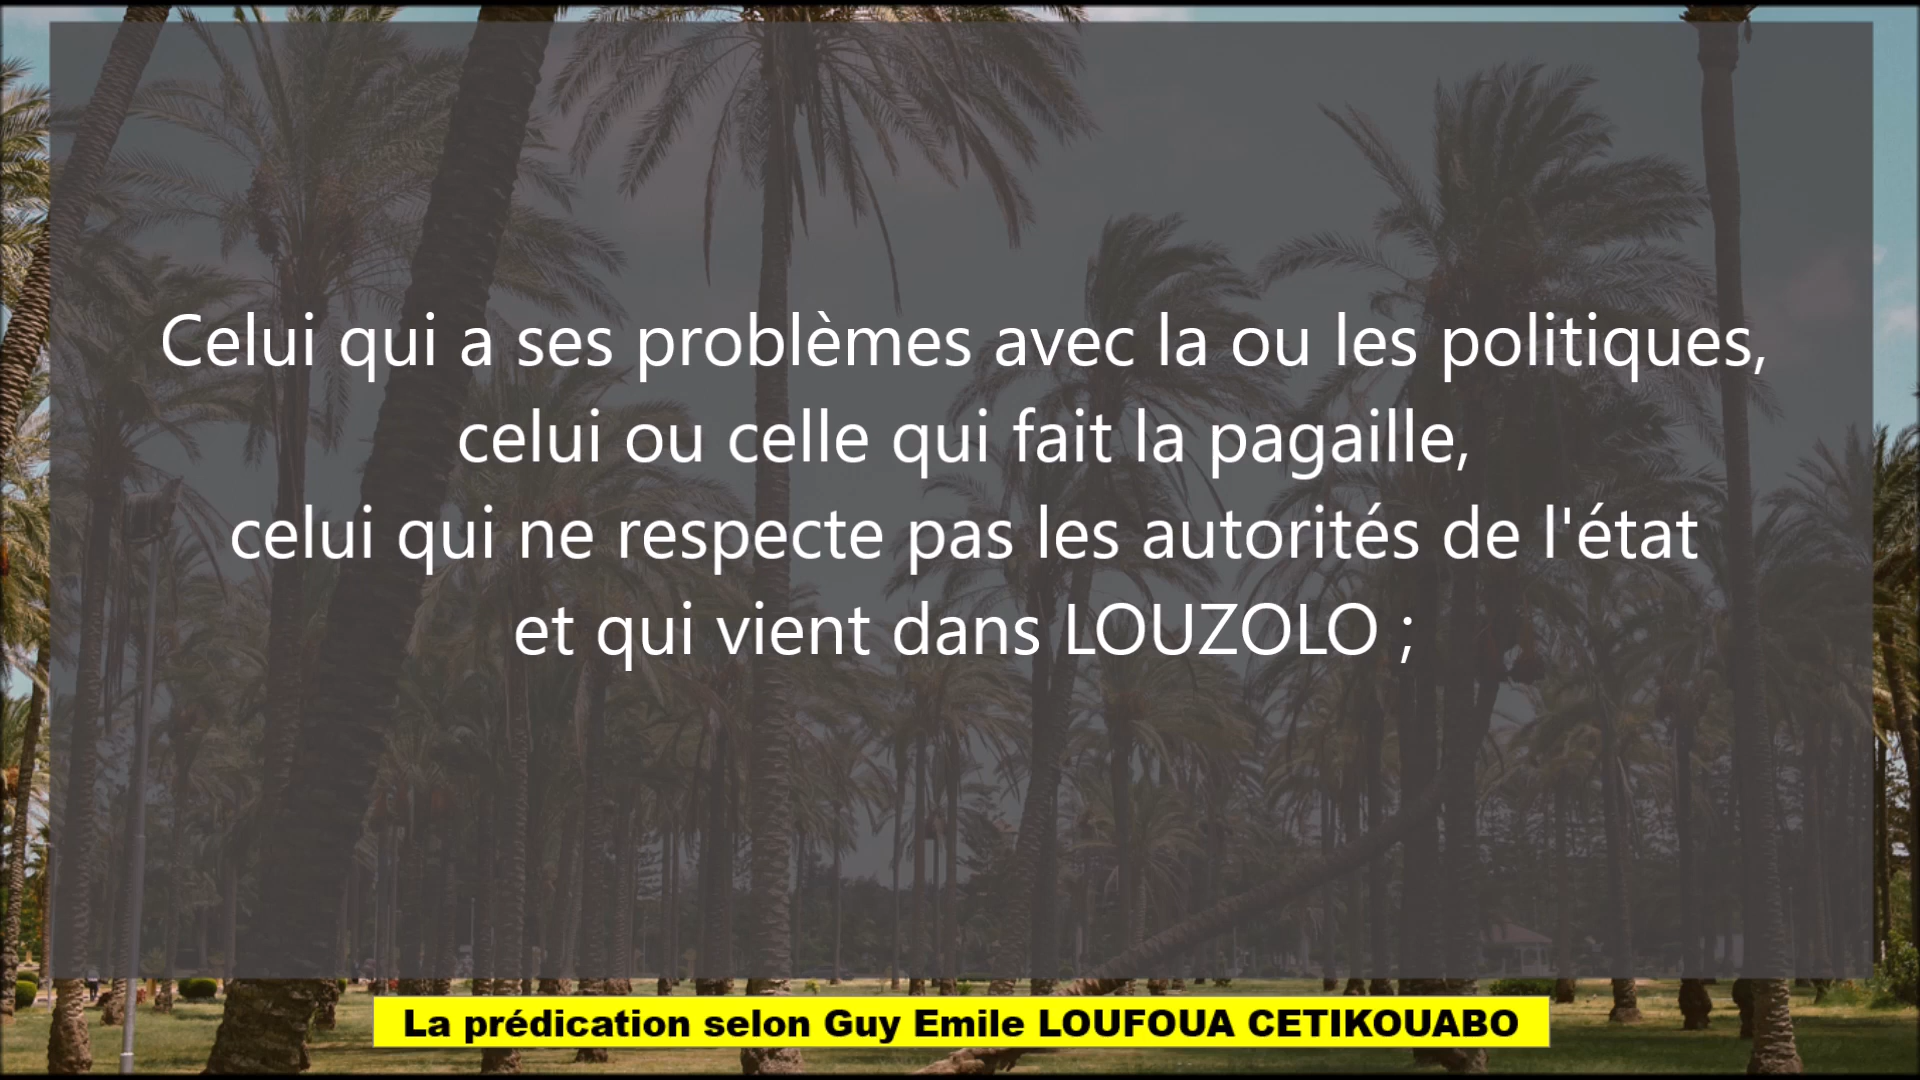 Celui qui a ses problèmes avec la ou les politiques,
celui ou celle qui fait la pagaille,
celui qui ne respecte pas les autorités de l'état
et qui vient dans LOUZOLO ;
La prédication selon Guy Emile LOUFOUA CETIKOUABO